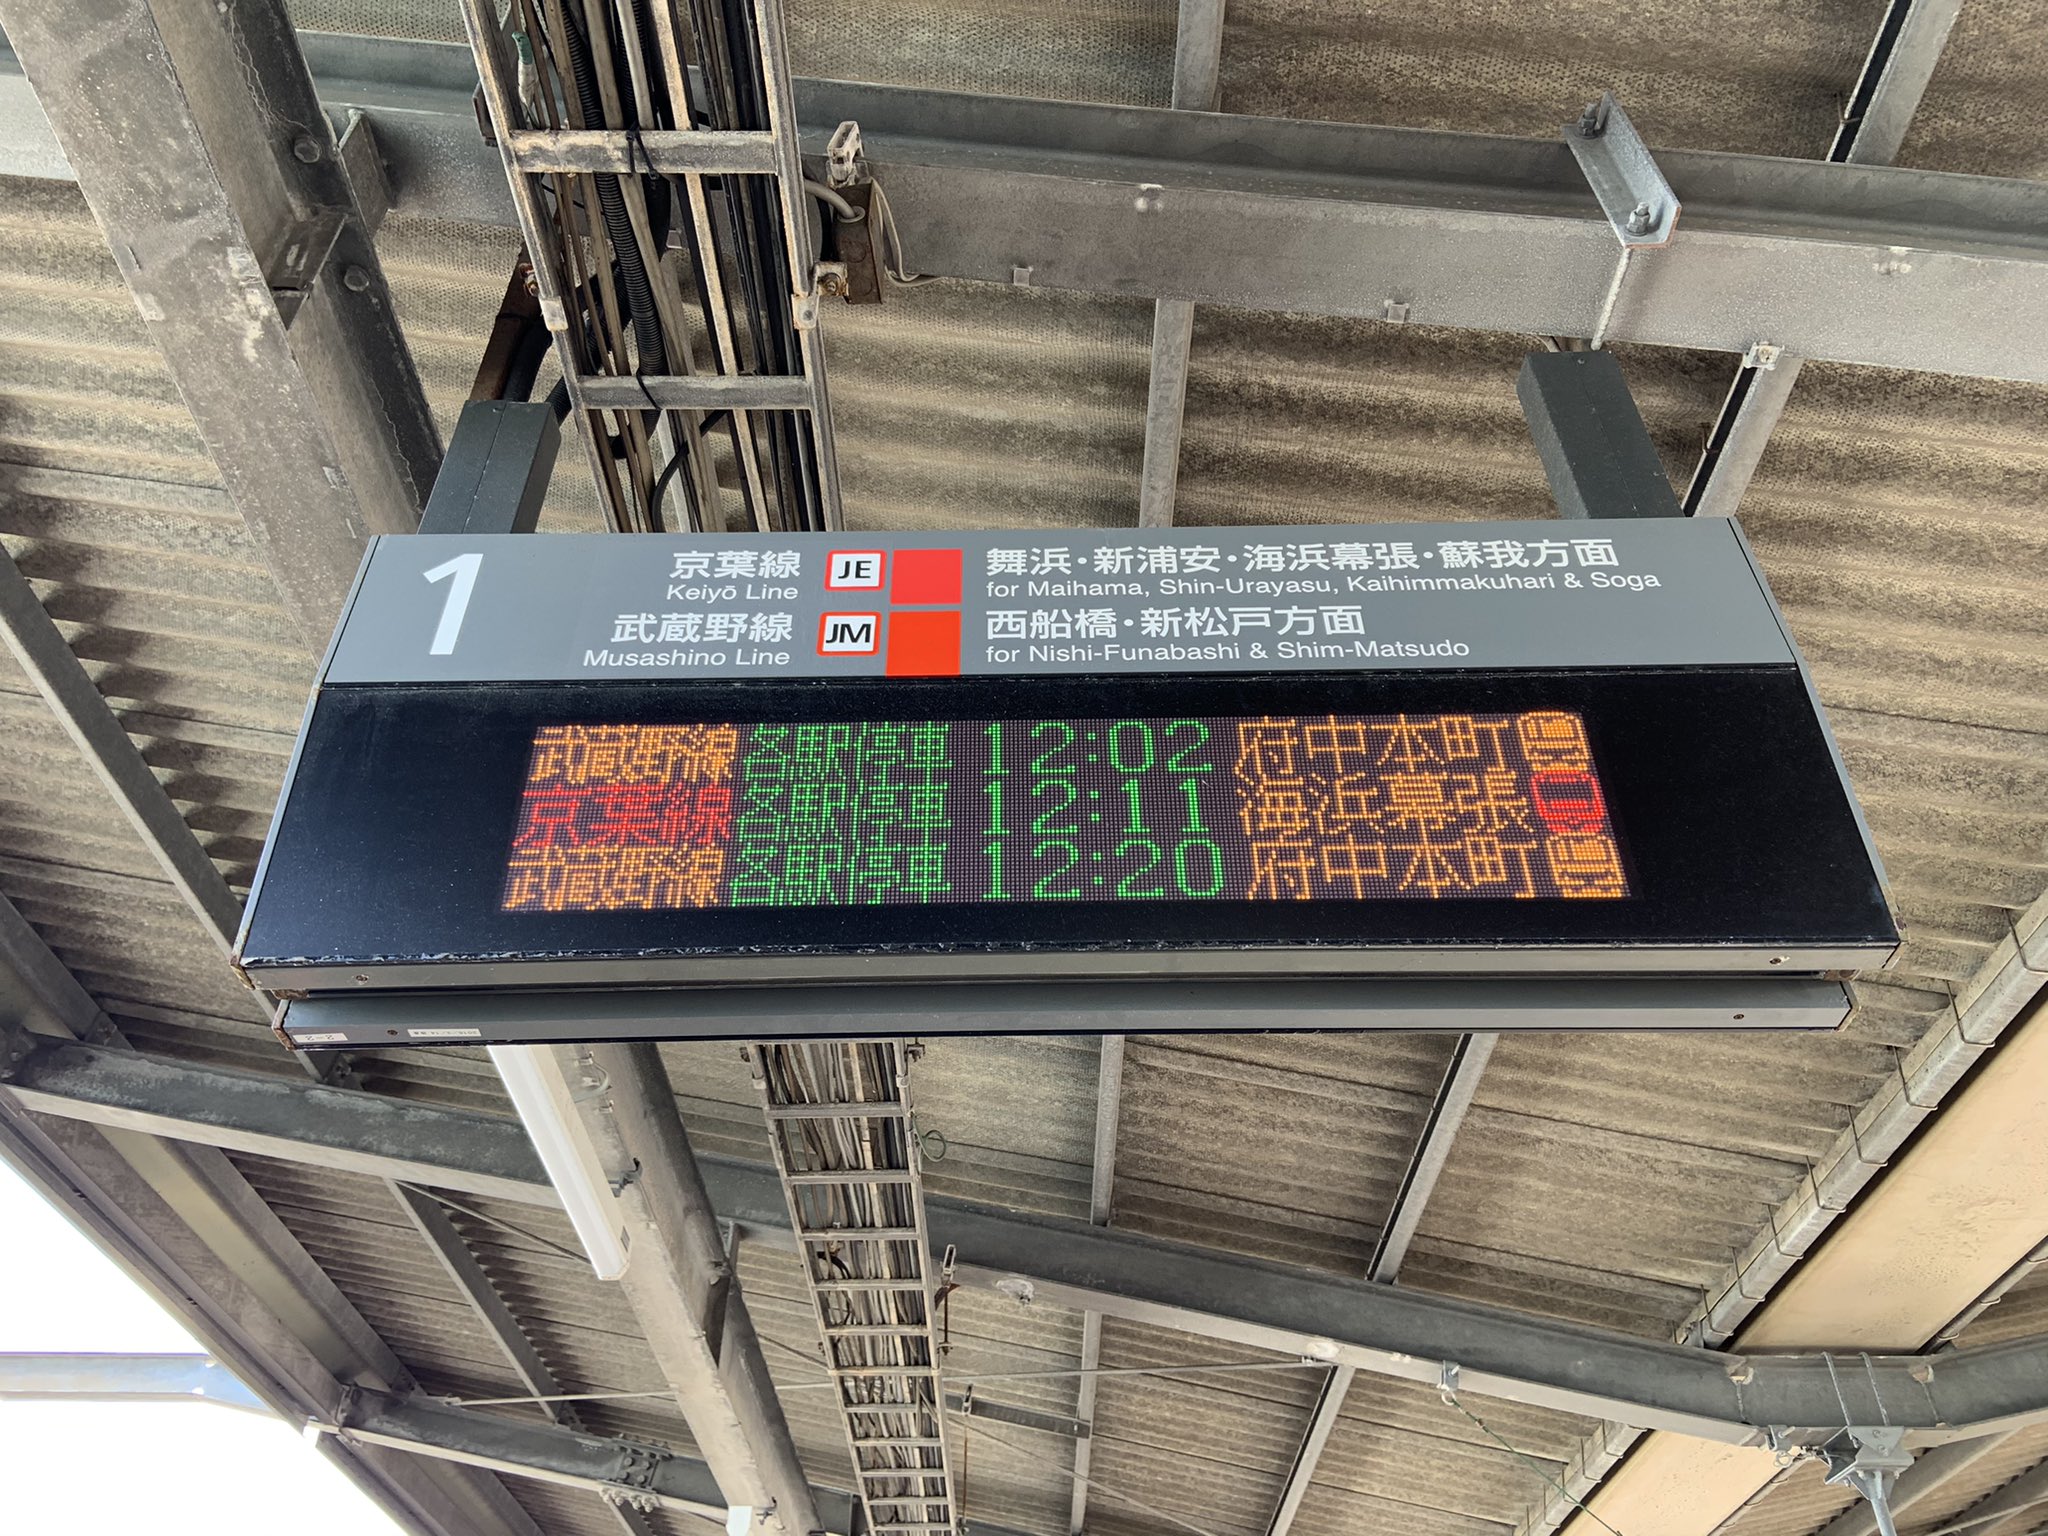 1
京葉線 JE 舞浜・新浦安・海浜幕張・蘇我方面
Keiyō Line for Maihama, Shin-Urayasu, Kaihimmakuhari & Soga
武蔵野線 JM 西船橋・新松戸方面
Musashino Line for Nishi-Funabashi & Shim-Matsudo
武蔵野線 各駅停車 12:02 府中本町
京葉線 各駅停車 12:11 海浜幕張
武蔵野線 各駅停車 12:20 府中本町
2-2